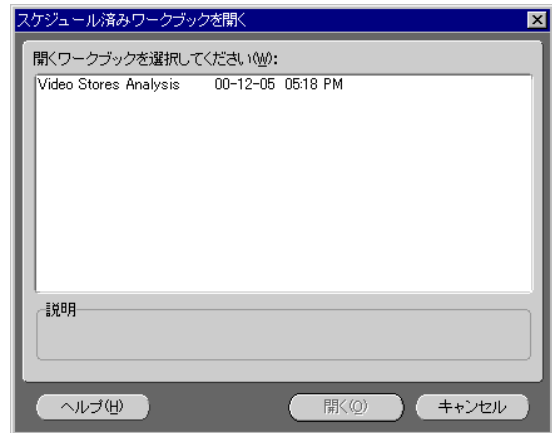 スケジュール済みワークブックを開く
開くワークブックを選択してください(W):
Video Stores Analysis 00-12-05 05:18 PM
説明
ヘルプ(H) 開く(O) キャンセル